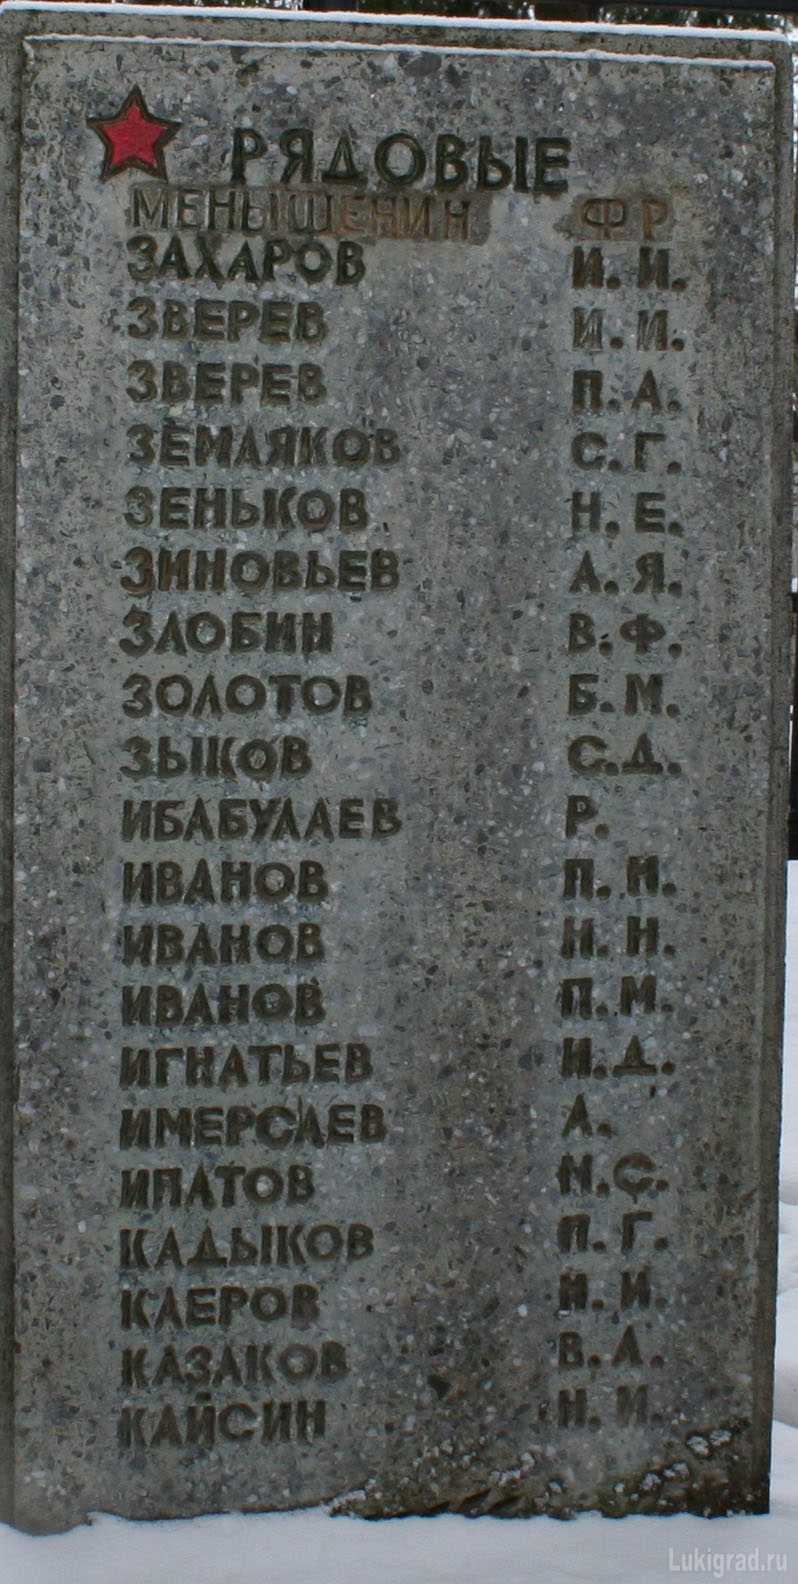 РЯДОВЫЕ
МЕНЬШЕНИН Ф Р
ЗАХАРОВ И. И.
ЗВЕРЕВ И. И.
ЗВЕРЕВ П. А.
ЗЕМЛЯКОВ С. Г.
ЗЕНЬКОВ Н. Е.
ЗИНОВЬЕВ А. Я.
ЗЛОБИН В. Ф.
ЗОЛОТОВ Б. М.
ЗЫКОВ С. Д.
ИБАБУЛАЕВ Р.
ИВАНОВ П. Н.
ИВАНОВ Н. Н.
ИВАНОВ П. М.
ИГНАТЬЕВ И. Д.
ИМЕРСАЕВ А.
ИПАТОВ С.
КАДЫКОВ П. Г.
КАЕРОВ И.
КАЗАКОВ В. А.
КАЙСИН Н. И.
Lukigrad.ru